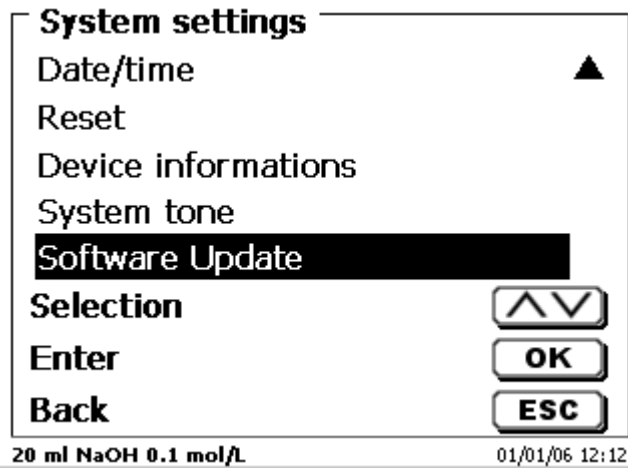 System settings
Date/time
Reset
Device informations
System tone
Software Update
Selection
Enter OK
Back ESC
20 ml NaOH 0.1 mol/L 01/01/06 12:12